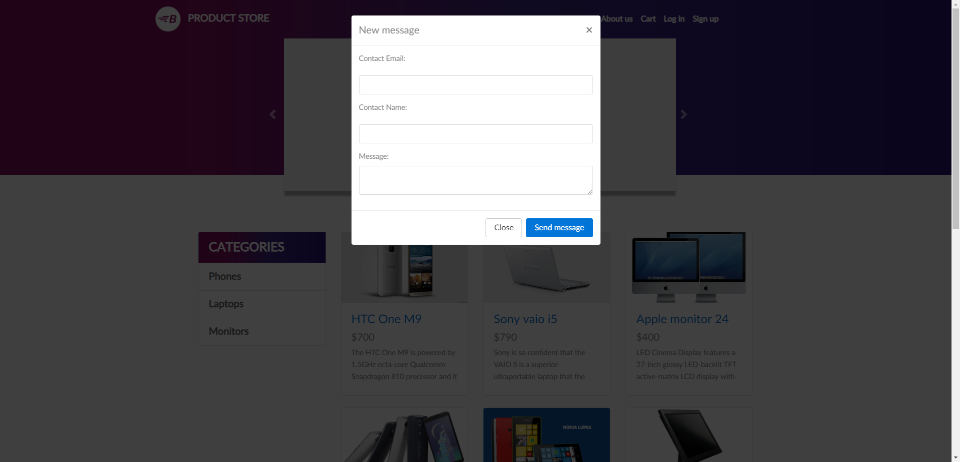 B PRODUCT STORE
About us Cart Log in Sign up
New message ×
Contact Email:
Contact Name:
Message:
Close Send message
CATEGORIES
Phones
Laptops
Monitors
HTC One M9
$700
The HTC One M9 is powered by
1.5GHz octa-core Qualcomm
Snapdragon 810 processor and it
Sony vaio i5
$790
Sony is so confident that the
VAIO S is a superior
ultraportable laptop that the
Apple monitor 24
$400
LED Cinema Display features a
27-inch glossy LED-backlit TFT
active-matrix LCD display with
NOKIA LUMIA